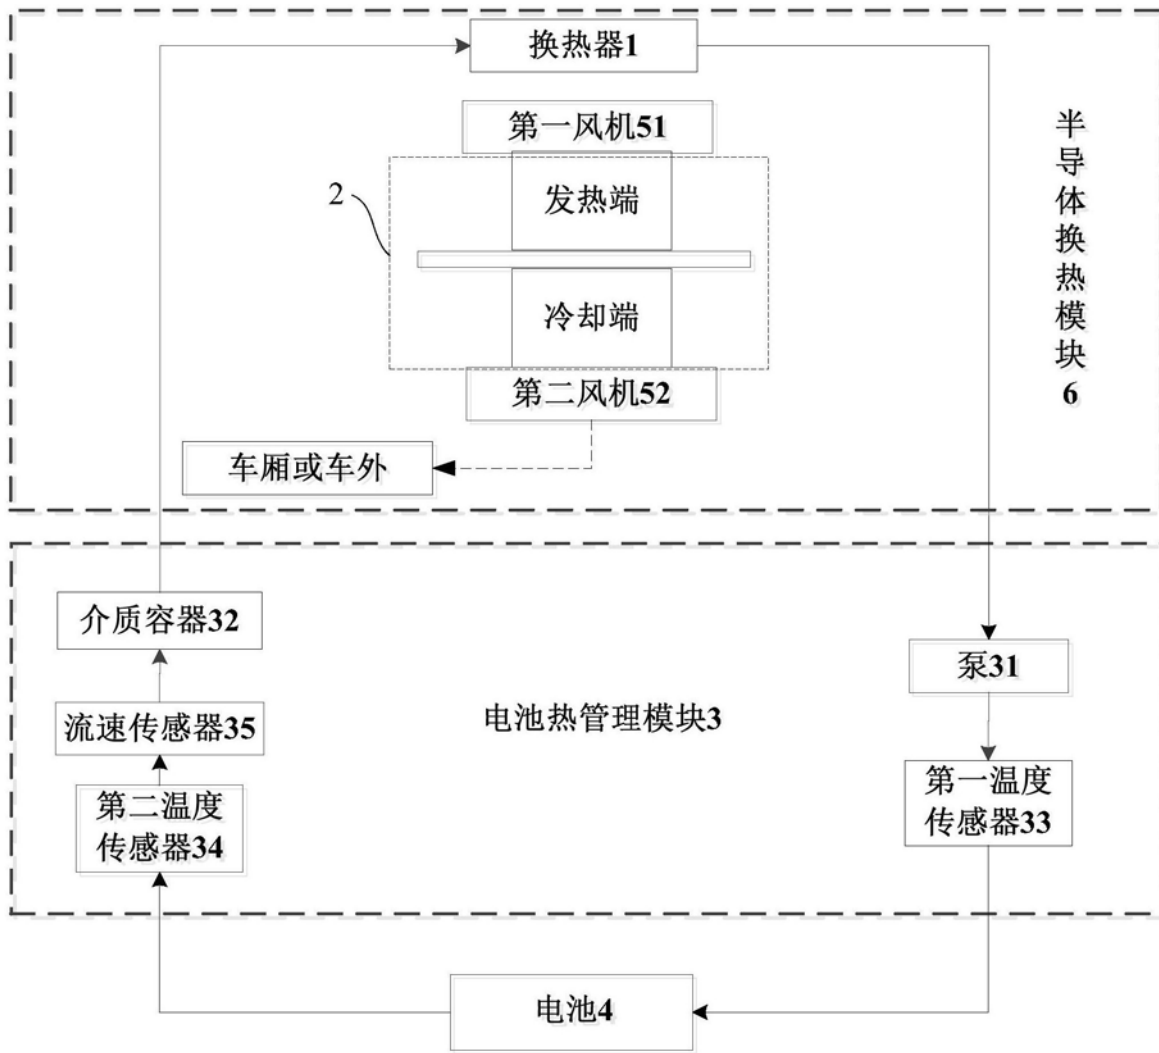 换热器1
第一风机51
发热端
2
冷却端
第二风机52
车厢或车外
半导体换热模块6
介质容器32
泵31
流速传感器35
电池热管理模块3
第一温度
传感器33
第二温度
传感器34
电池4